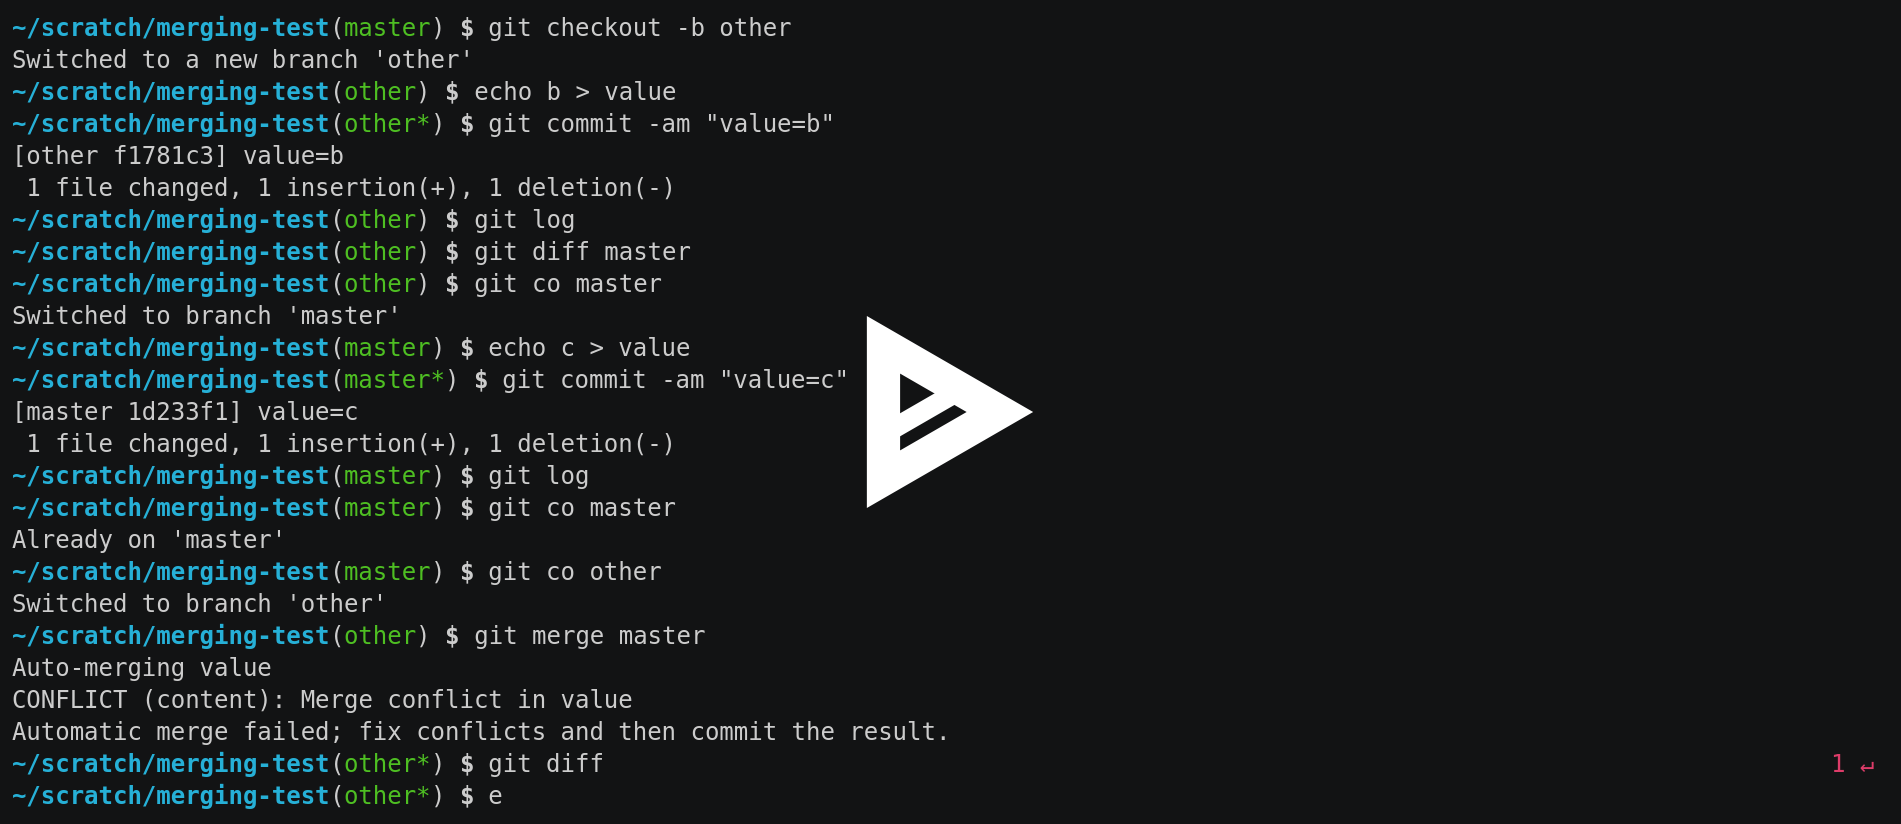 ~/scratch/merging-test(master) $ git checkout -b other
Switched to a new branch 'other'
~/scratch/merging-test(other) $ echo b > value
~/scratch/merging-test(other*) $ git commit -am "value=b"
[other f1781c3] value=b
 1 file changed, 1 insertion(+), 1 deletion(-)
~/scratch/merging-test(other) $ git log
~/scratch/merging-test(other) $ git diff master
~/scratch/merging-test(other) $ git co master
Switched to branch 'master'
~/scratch/merging-test(master) $ echo c > value
~/scratch/merging-test(master*) $ git commit -am "value=c"
[master 1d233f1] value=c
 1 file changed, 1 insertion(+), 1 deletion(-)
~/scratch/merging-test(master) $ git log
~/scratch/merging-test(master) $ git co master
Already on 'master'
~/scratch/merging-test(master) $ git co other
Switched to branch 'other'
~/scratch/merging-test(other) $ git merge master
Auto-merging value
CONFLICT (content): Merge conflict in value
Automatic merge failed; fix conflicts and then commit the result.
~/scratch/merging-test(other*) $ git diff 1 ↵
~/scratch/merging-test(other*) $ e